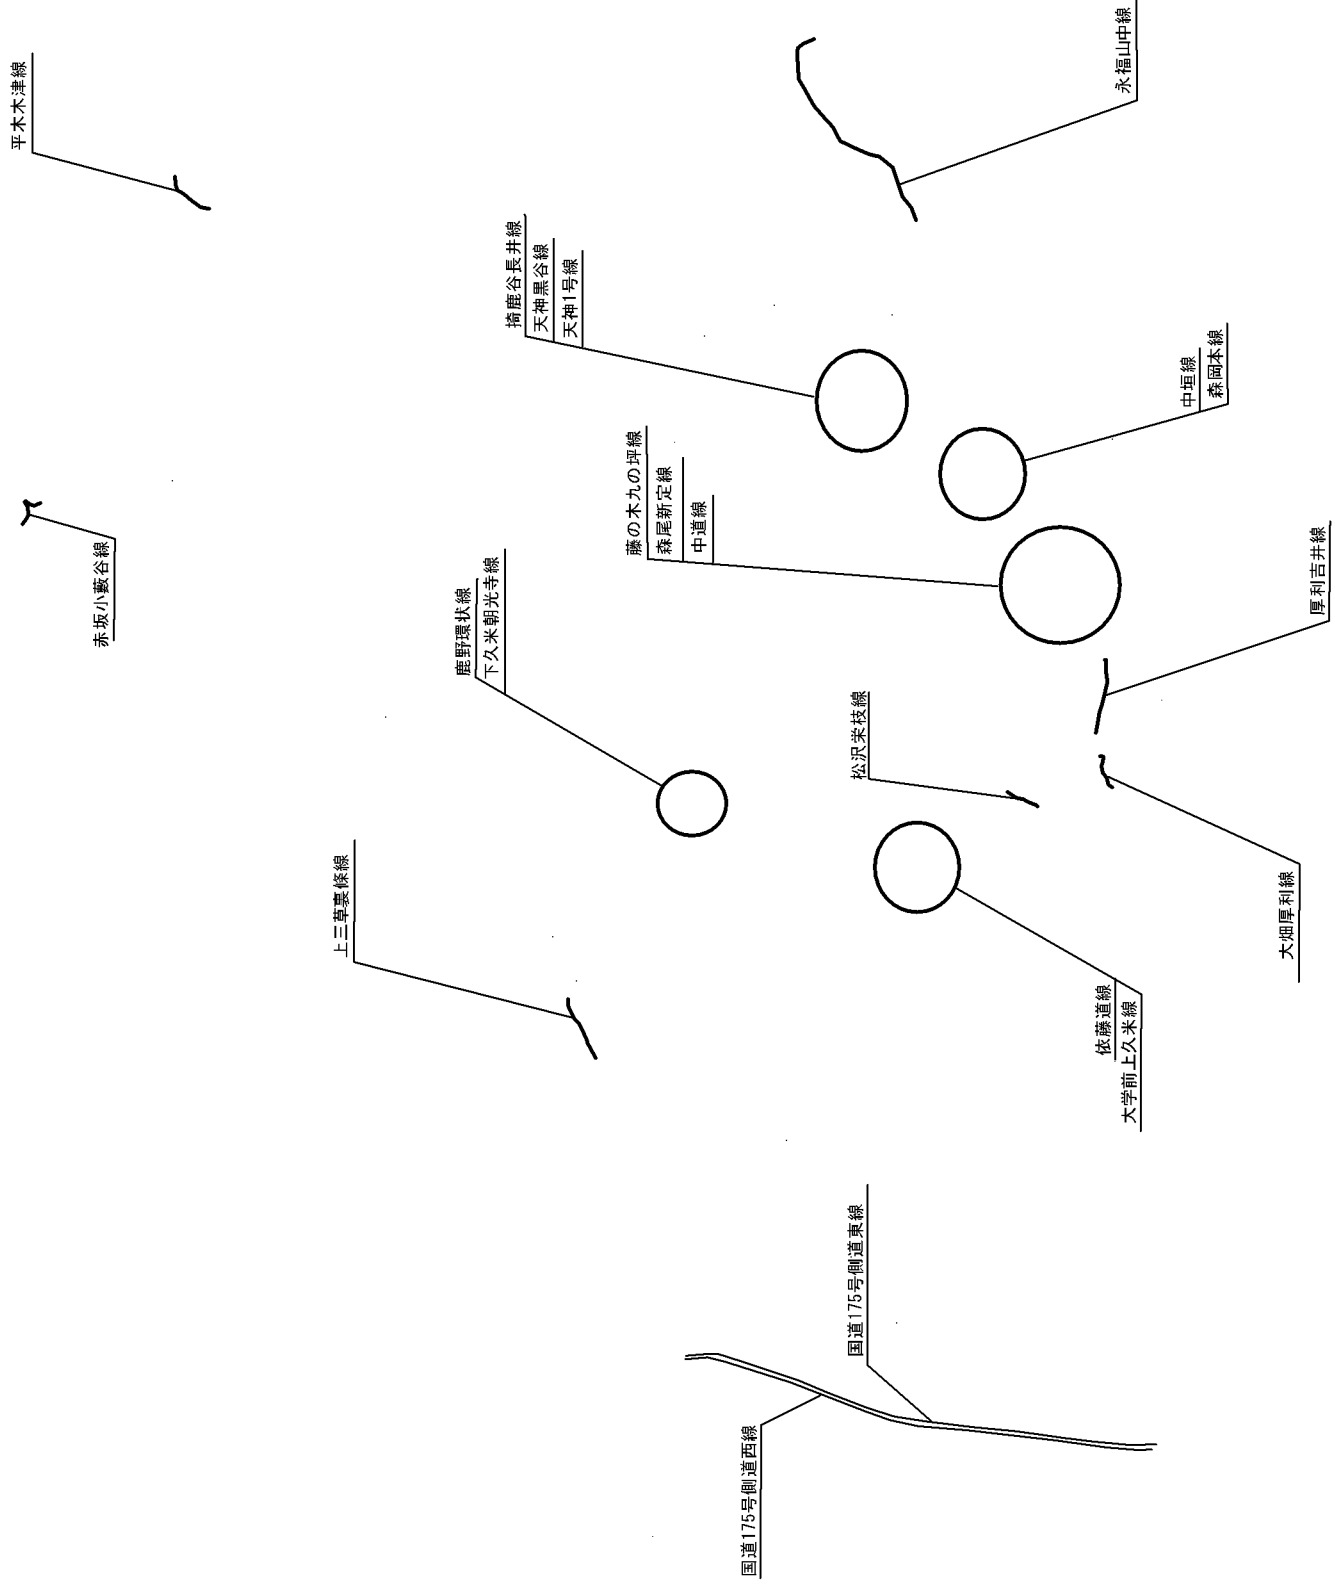 平木木津線
赤坂小藪谷線
永福山中線
掎鹿谷長井線
天神黒谷線
天神1号線
中垣線
森岡本線
藤の木九の坪線
森尾新定線
中道線
鹿野環状線
下久米朝光寺線
厚利吉井線
松沢栄枝線
上三草裏條線
大畑厚利線
依藤道線
大学前上久米線
国道175号側道東線
国道175号側道西線